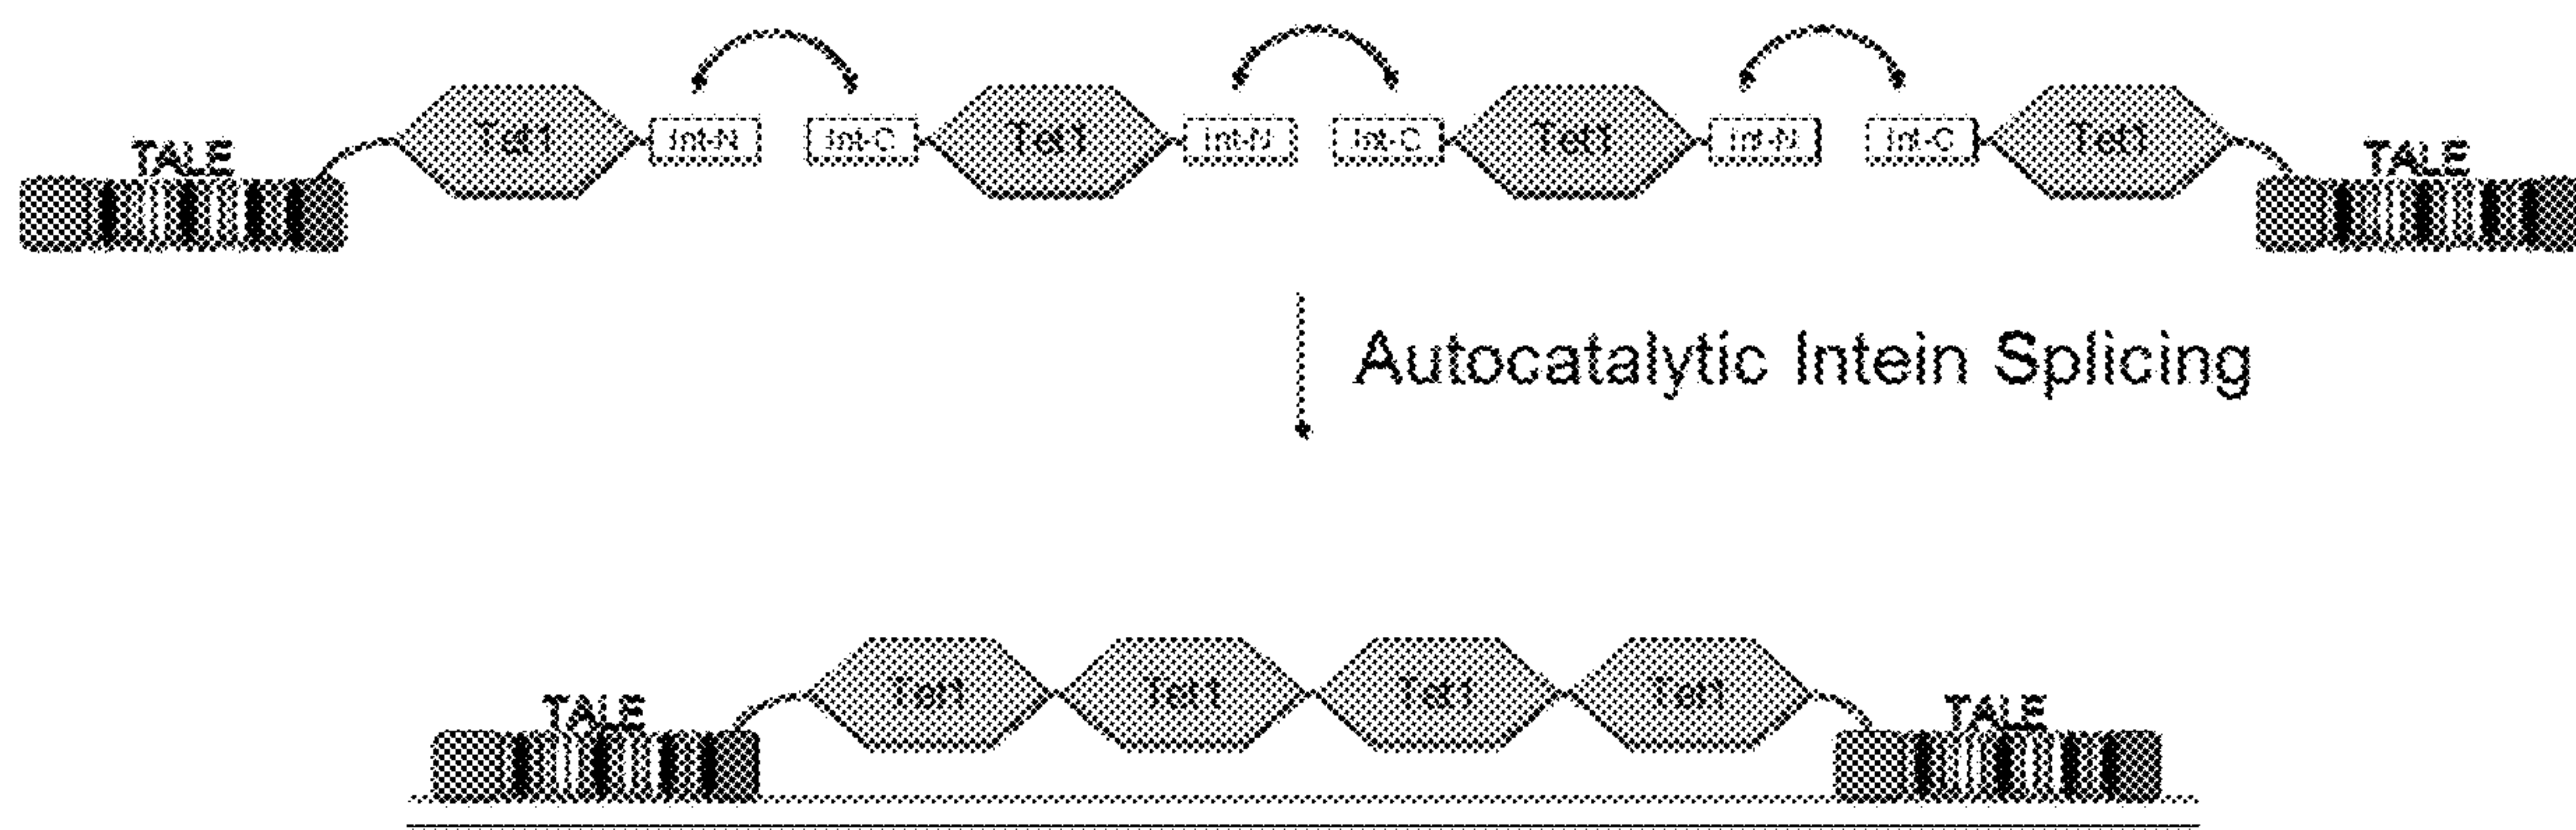 TALE Tet1 Int-N Int-C Tet1 Int-N Int-C Tet1 Int-N Int-C Tet1 TALE
Autocatalytic Intein Splicing
TALE Tet1 Tet1 Tet1 Tet1 TALE